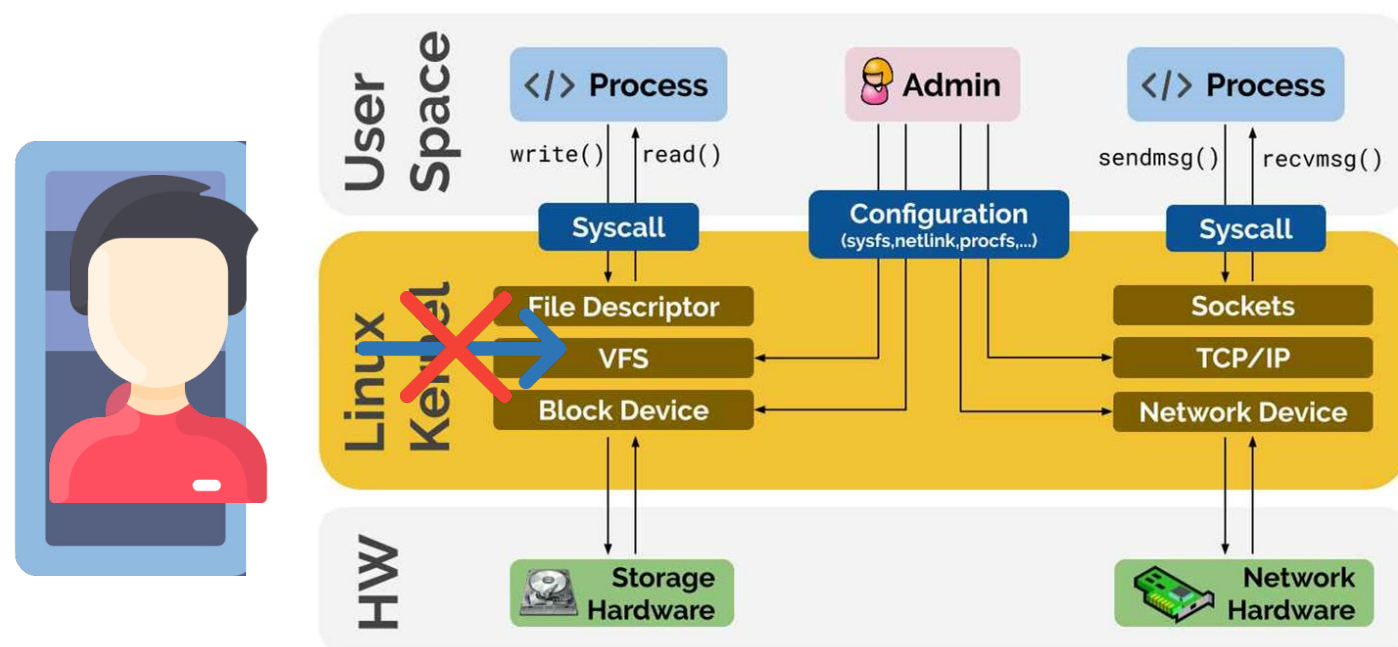 User
Space
</> Process
Admin
</> Process
write()
read()
sendmsg()
recvmsg()
Syscall
Configuration
(sysfs,netlink,procfs,...)
Syscall
Linux
Kernel
File Descriptor
VFS
Block Device
Sockets
TCP/IP
Network Device
HW
Storage
Hardware
Network
Hardware